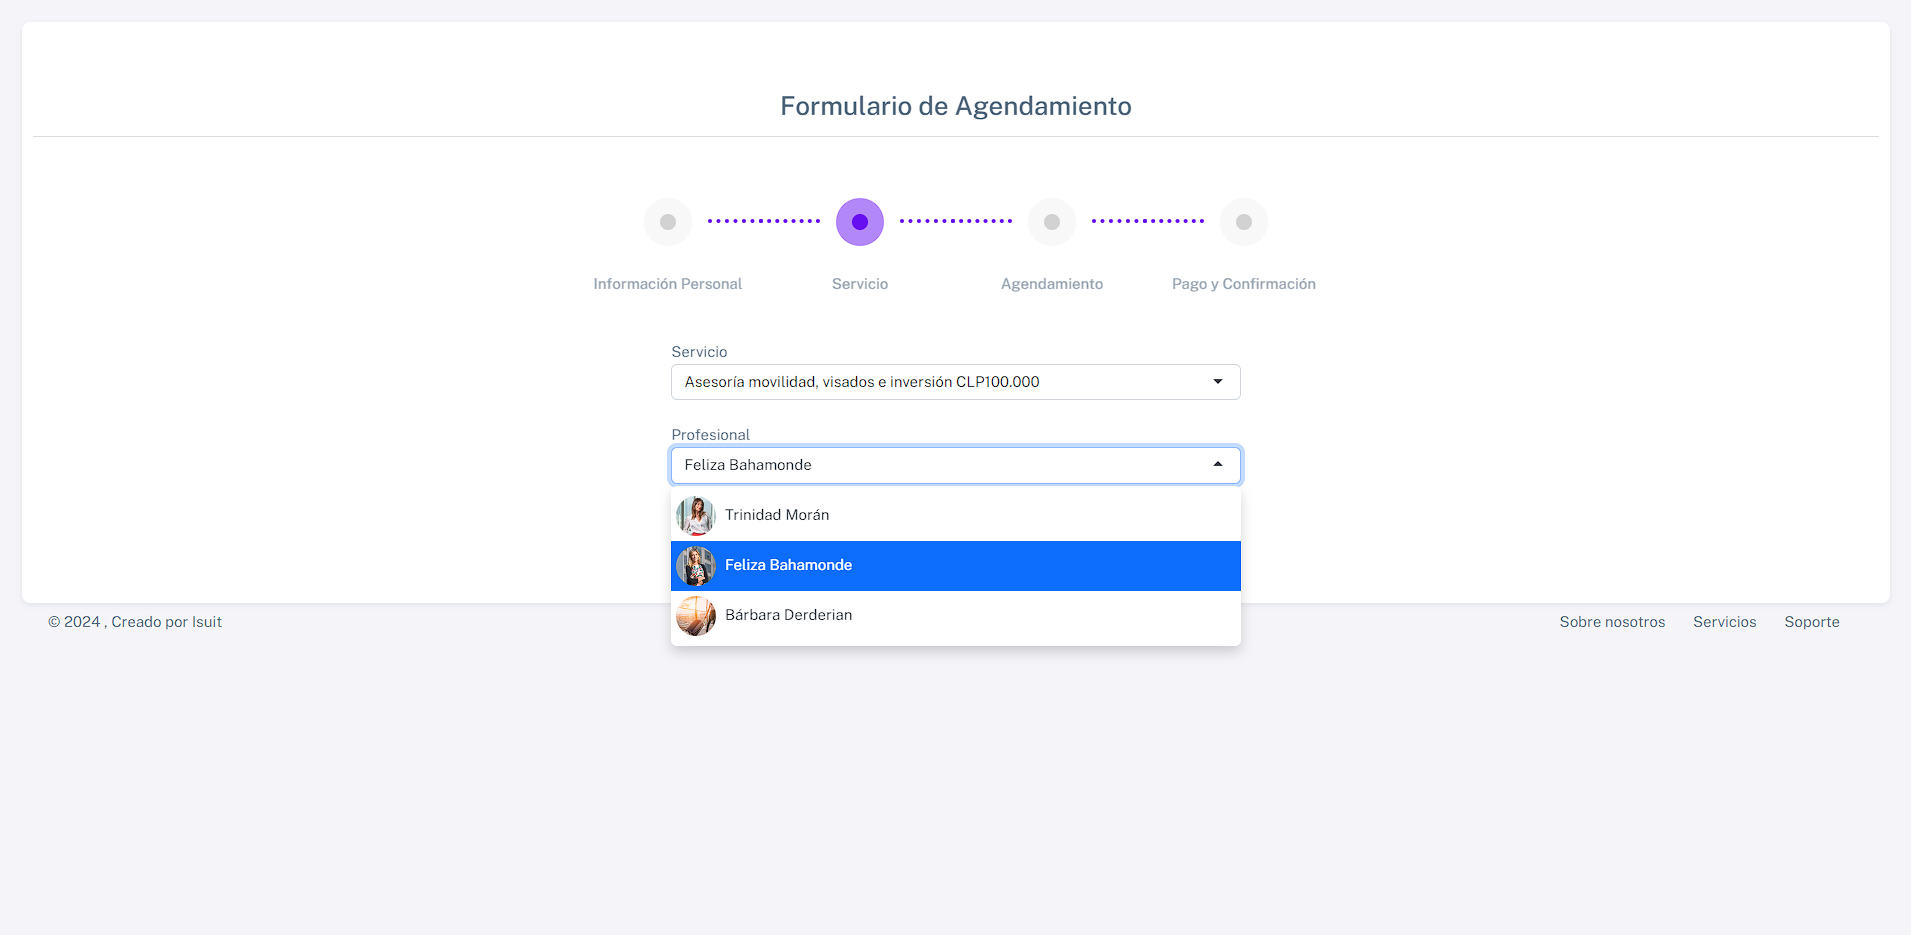 Formulario de Agendamiento
Información Personal
Servicio
Agendamiento
Pago y Confirmación
Servicio
Asesoría movilidad, visados e inversión CLP100.000
Profesional
Feliza Bahamonde
Trinidad Morán
Feliza Bahamonde
Bárbara Derderian
© 2024 , Creado por Isuit
Sobre nosotros
Servicios
Soporte